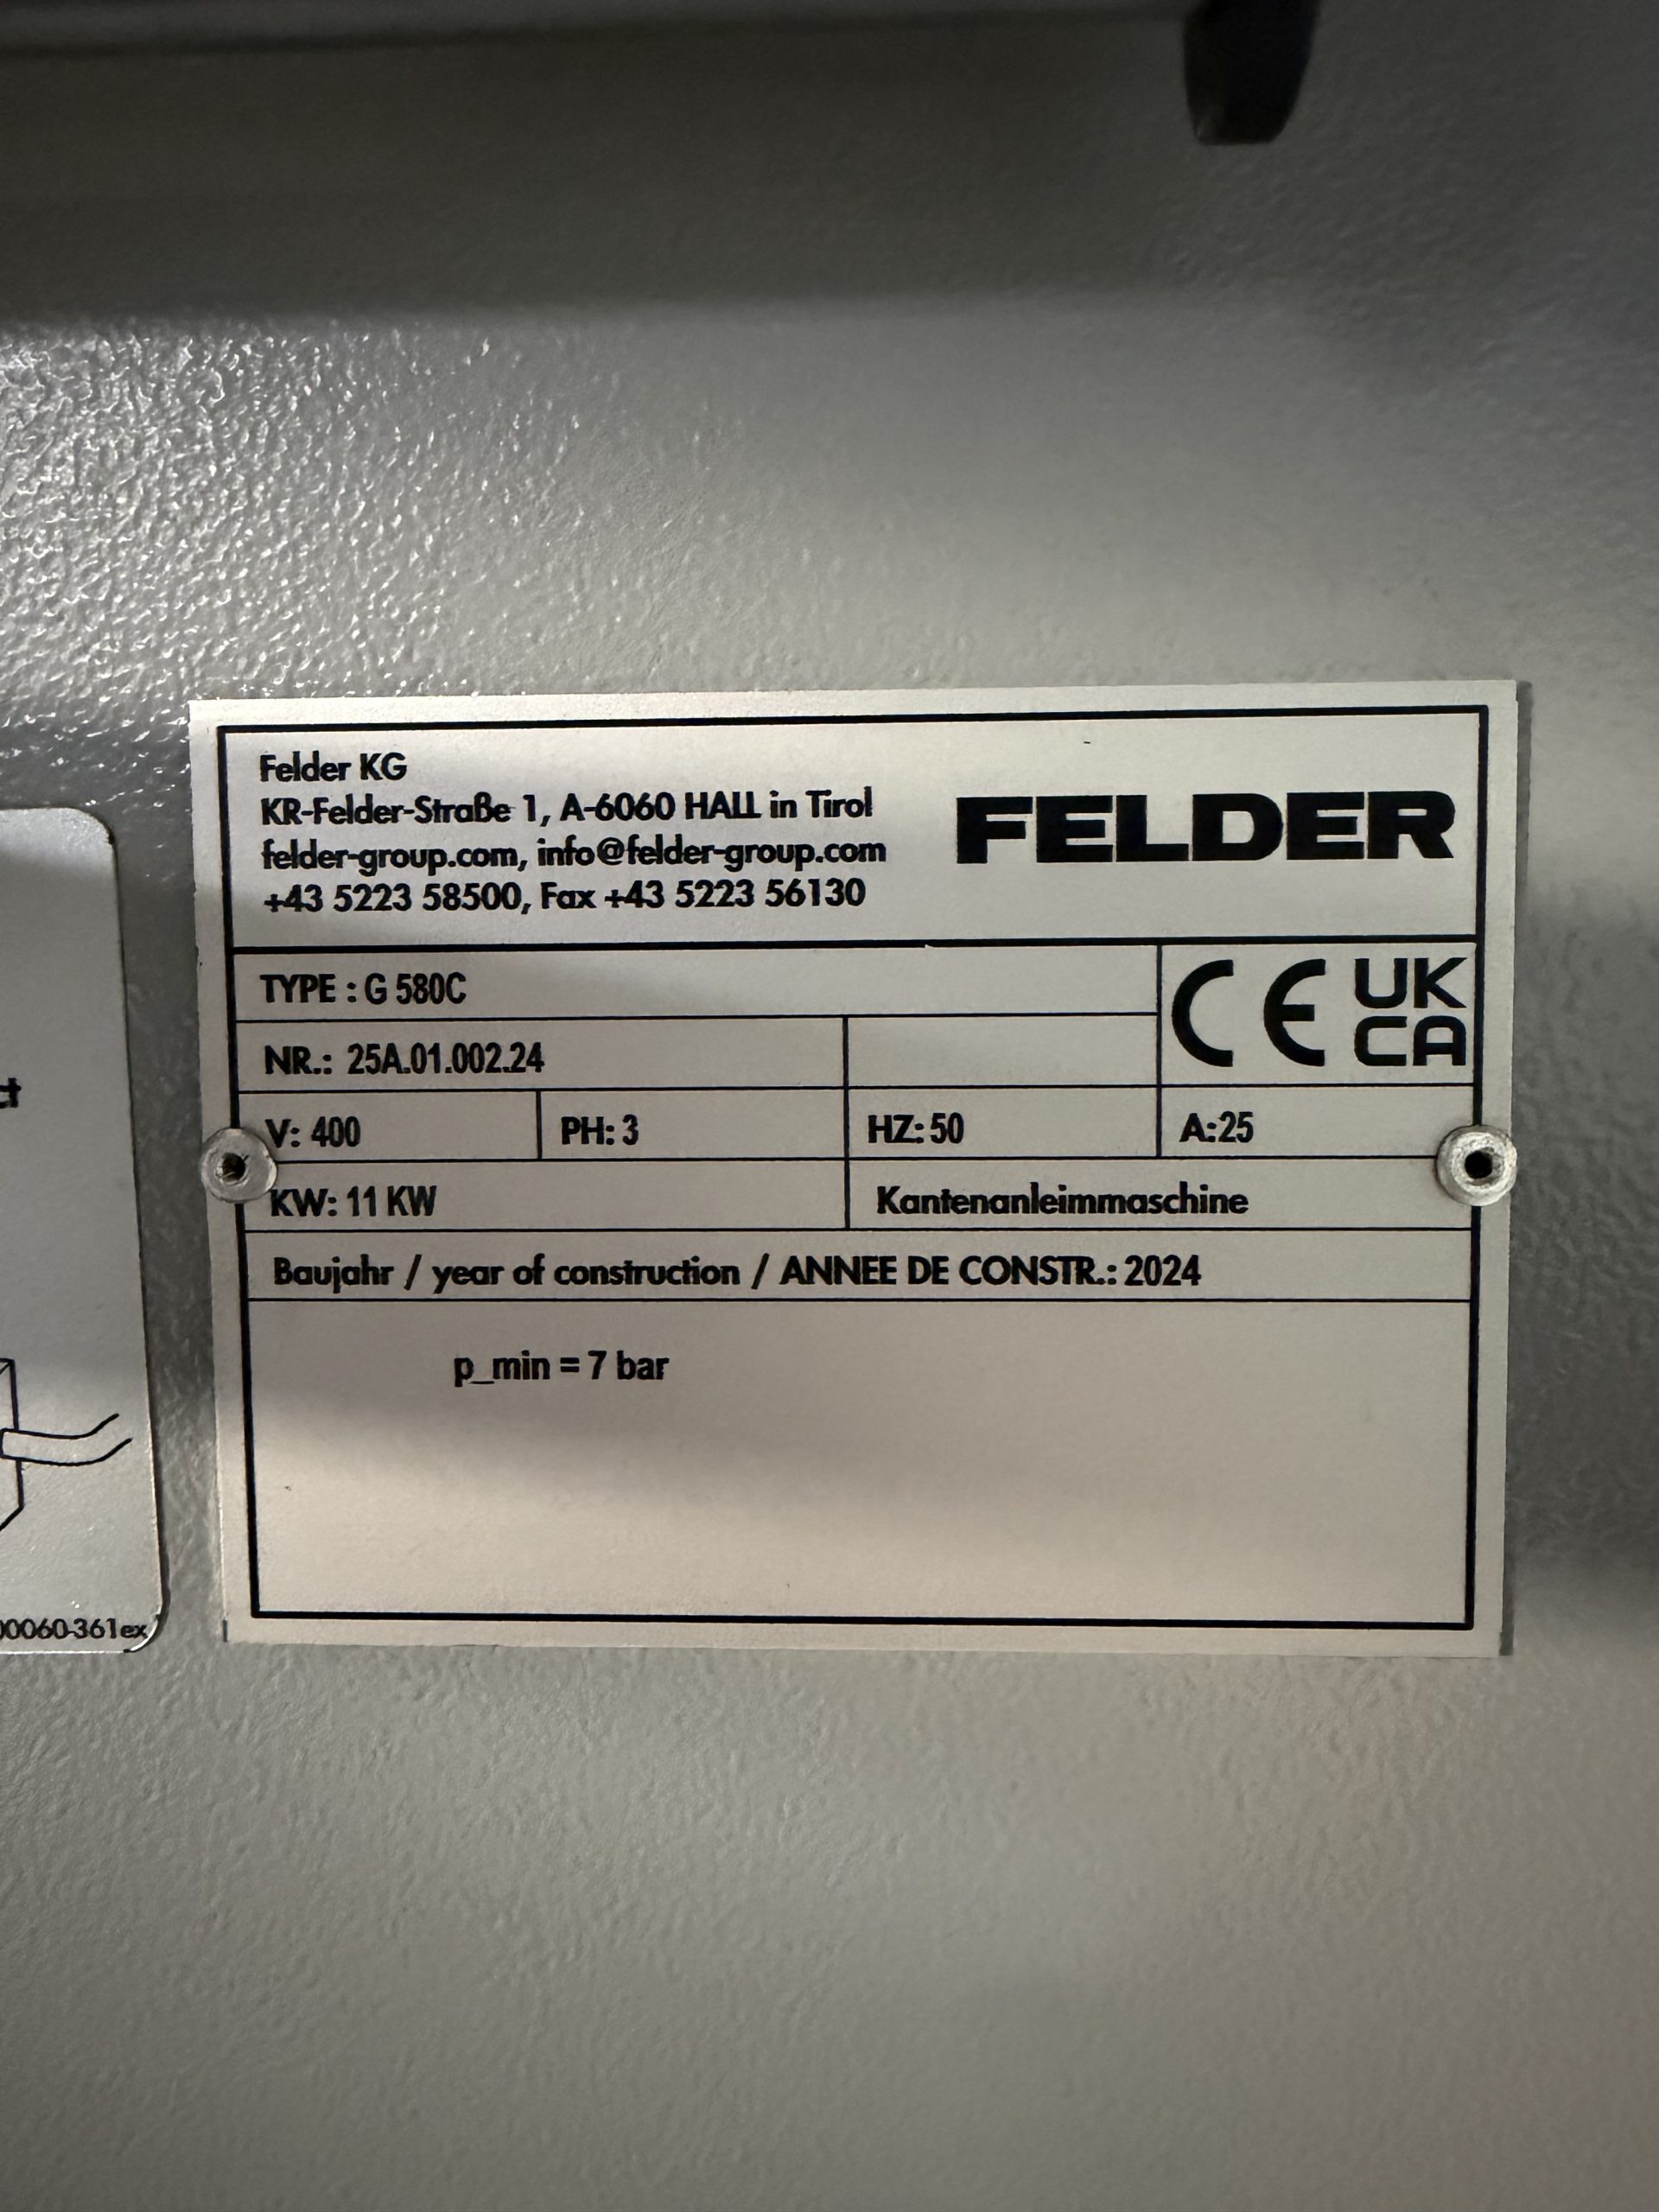 Felder KG
KR-Felder-Straße 1, A-6060 HALL in Tirol
felder-group.com, info@felder-group.com
+43 5223 58500, Fax +43 5223 56130
FELDER
TYPE : G 580C
CE UK CA
NR.: 25A.01.002.24
V: 400 PH: 3 HZ: 50 A:25
KW: 11 KW Kantenanleimmaschine
Baujahr / year of construction / ANNEE DE CONSTR.: 2024
p_min = 7 bar